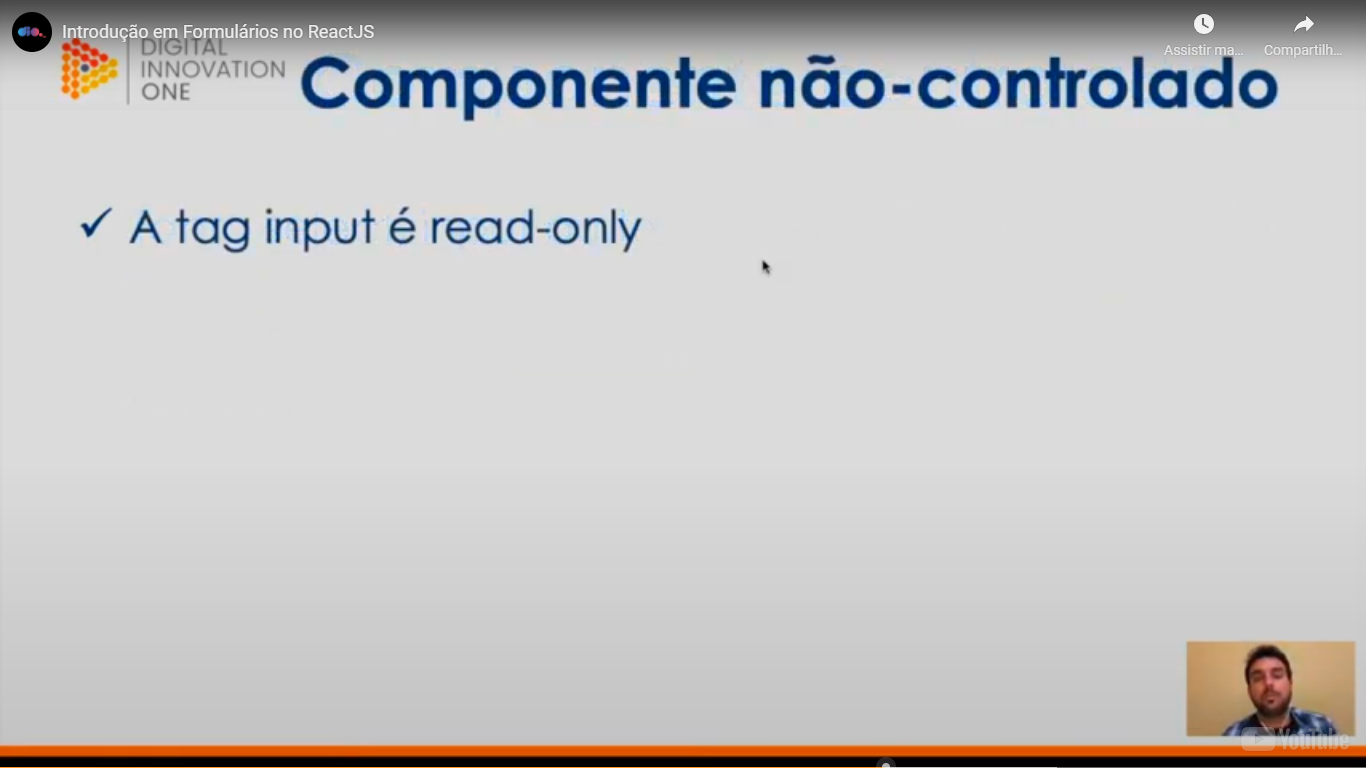 Introdução em Formulários no ReactJS
Assistir ma...
Compartilh...
DIGITAL
INNOVATION
ONE
Componente não-controlado
✓ A tag input é read-only
YouTube